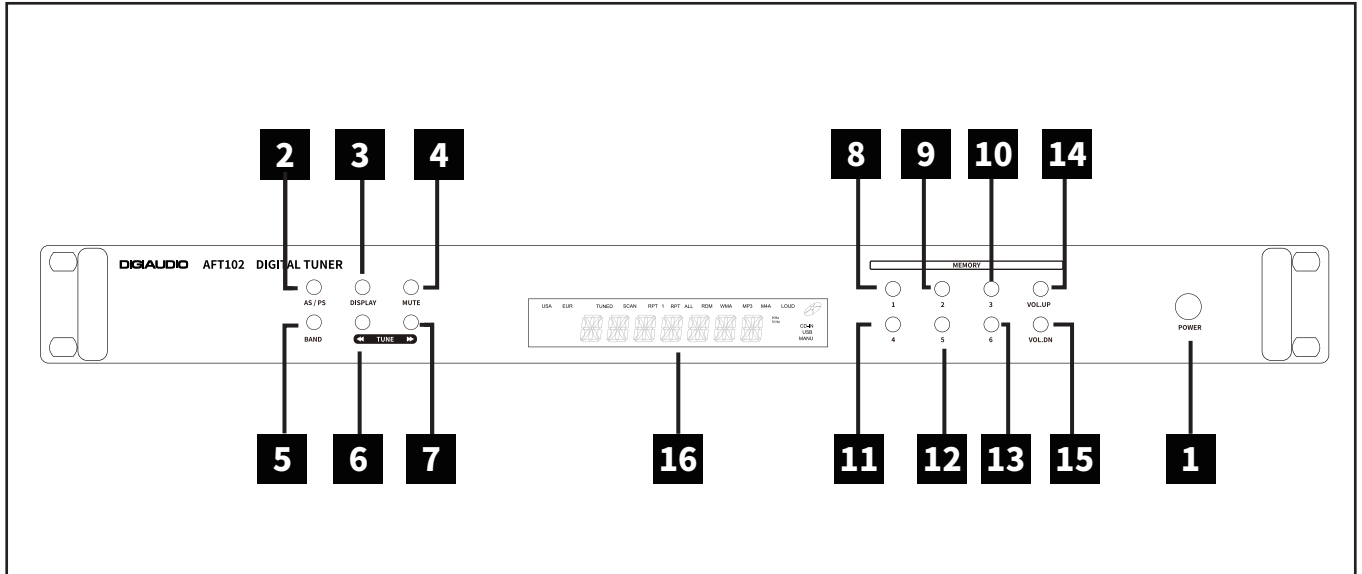 2 3 4 8 9 10 14
DIGIAUDIO AFT102 DIGITAL TUNER
MEMORY
AS / PS DISPLAY MUTE
USA EUR TUNED SCAN RPT 1 RPT ALL RDM WMA MP3 M4A LOUD
1 2 3 VOL.UP
KHz
MHz
CD-IN
USB
MANU
BAND TUNE
4 5 6 VOL.DN
POWER
5 6 7 16 11 12 13 15 1